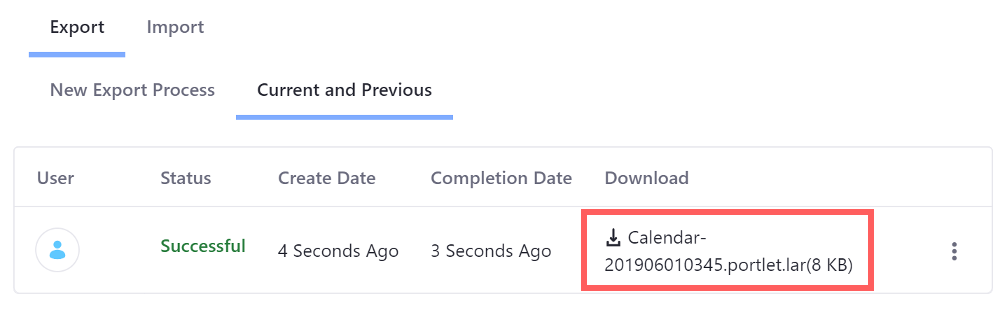 Export Import
New Export Process Current and Previous
User Status Create Date Completion Date Download
Successful 4 Seconds Ago 3 Seconds Ago Calendar-
201906010345.portlet.lar(8 KB)